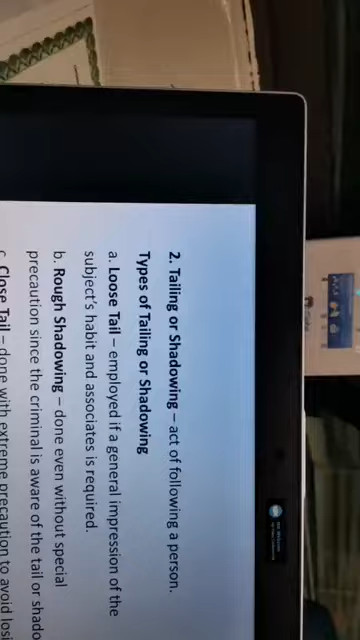 2. Tailing or Shadowing – act of following a person.
Types of Tailing or Shadowing
a. Loose Tail – employed if a general impression of the
subject's habit and associates is required.
b. Rough Shadowing – done even without special
precaution since the criminal is aware of the tail or shado
c. Close Tail – done with extreme precaution to avoid losi